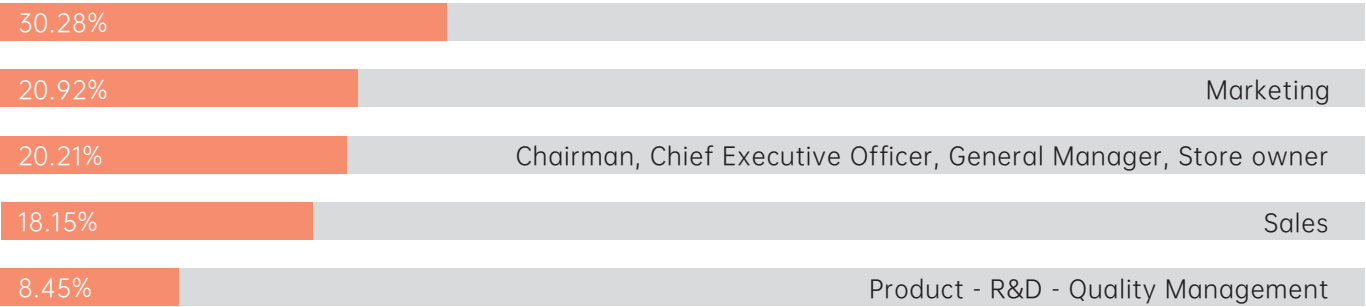 30.28%
20.92% Marketing
20.21% Chairman, Chief Executive Officer, General Manager, Store owner
18.15% Sales
8.45% Product - R&D - Quality Management